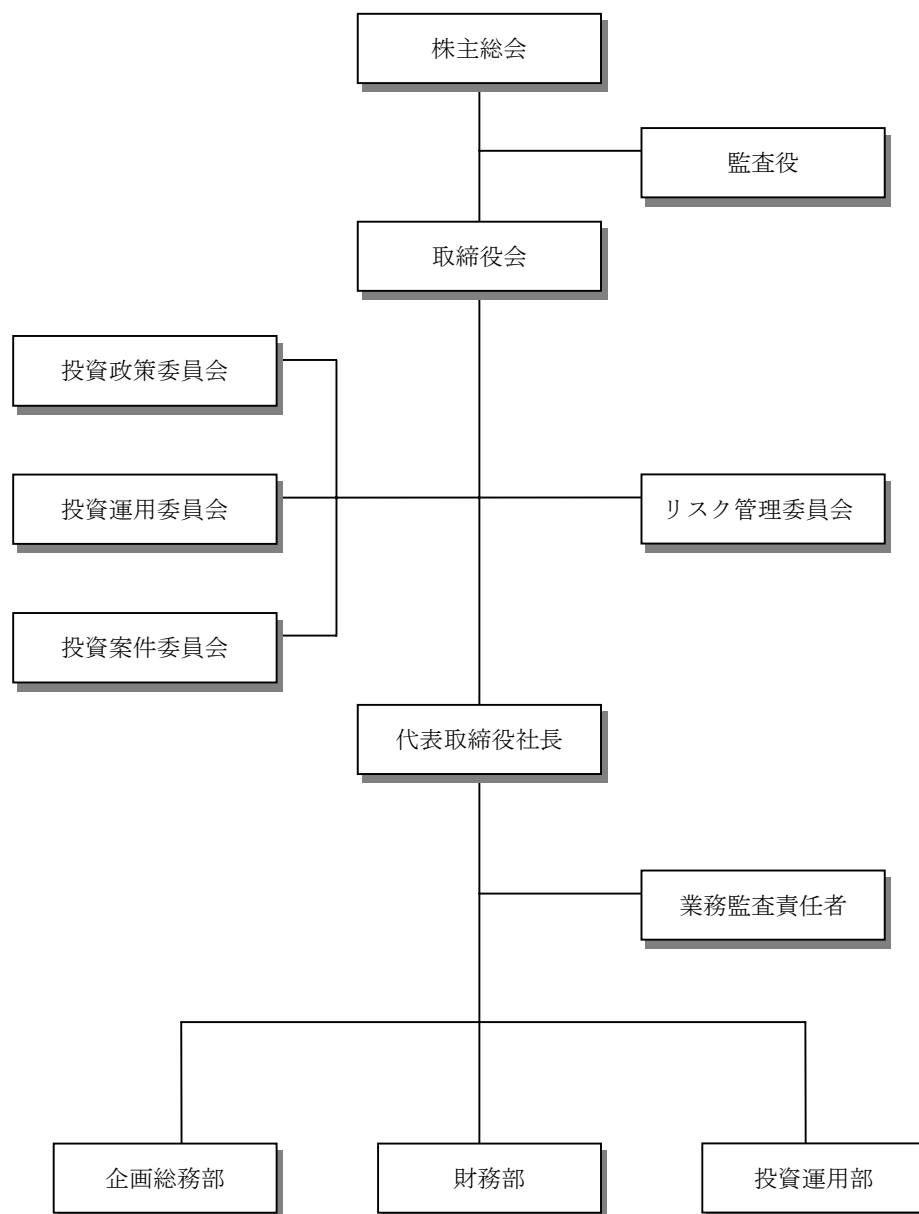 株主総会
監査役
取締役会
投資政策委員会
投資運用委員会
リスク管理委員会
投資案件委員会
代表取締役社長
業務監査責任者
企画総務部
財務部
投資運用部